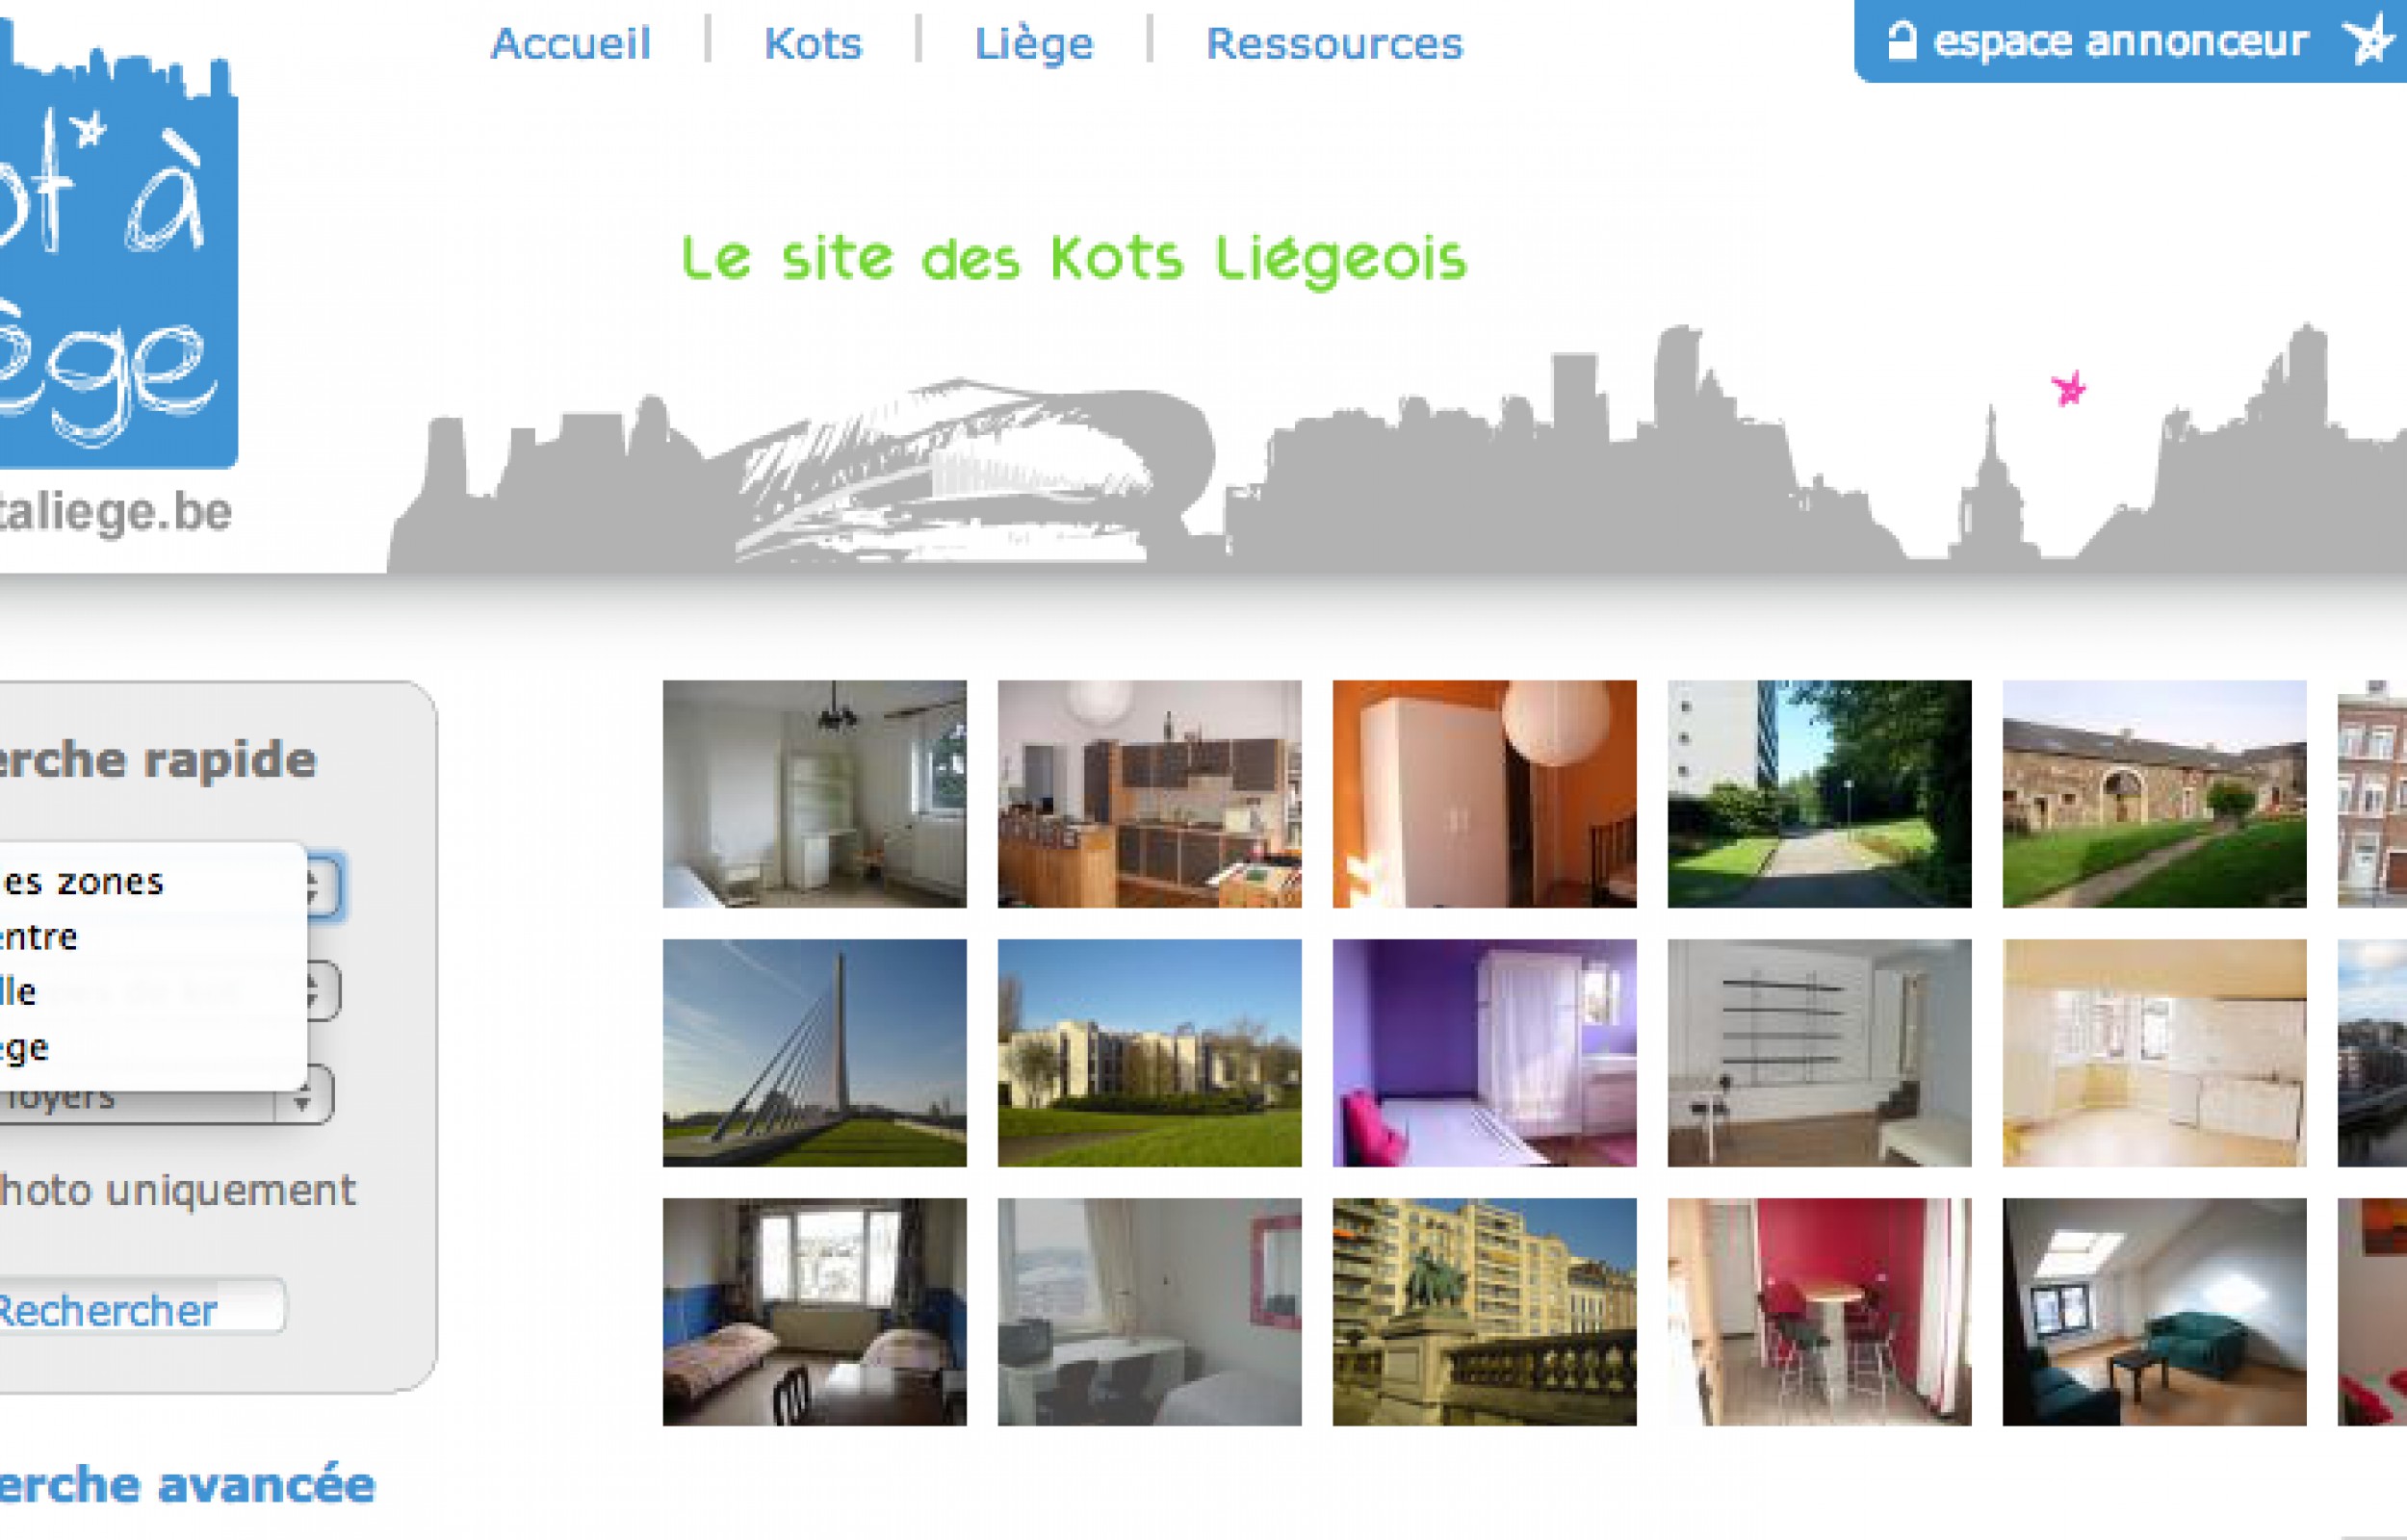 Accueil | Kots | Liège | Ressources
espace annonceur
ot* à
ège
taliege.be
Le site des Kots Liégeois
erche rapide
es zones
entre
lle
ège
loyers
hoto uniquement
Rechercher
erche avancée